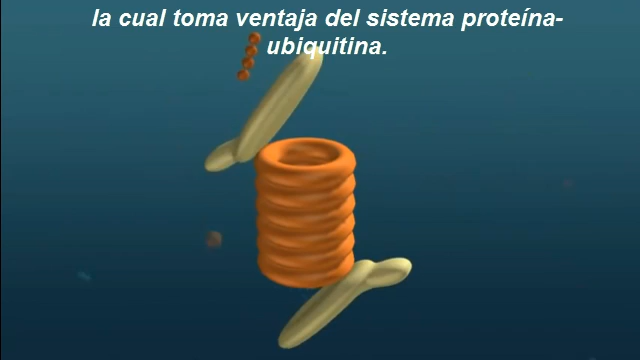 la cual toma ventaja del sistema proteína-
ubiquitina.